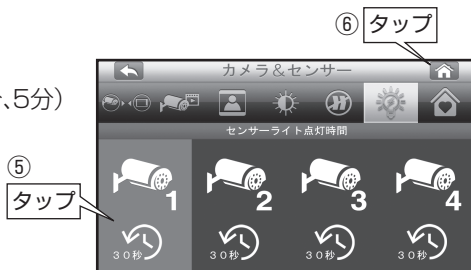 ⑥ タップ
カメラ&センサー
、5分)
センサーライト点灯時間
⑤
タップ
1 2 3 4
30秒 30秒 30秒 30秒